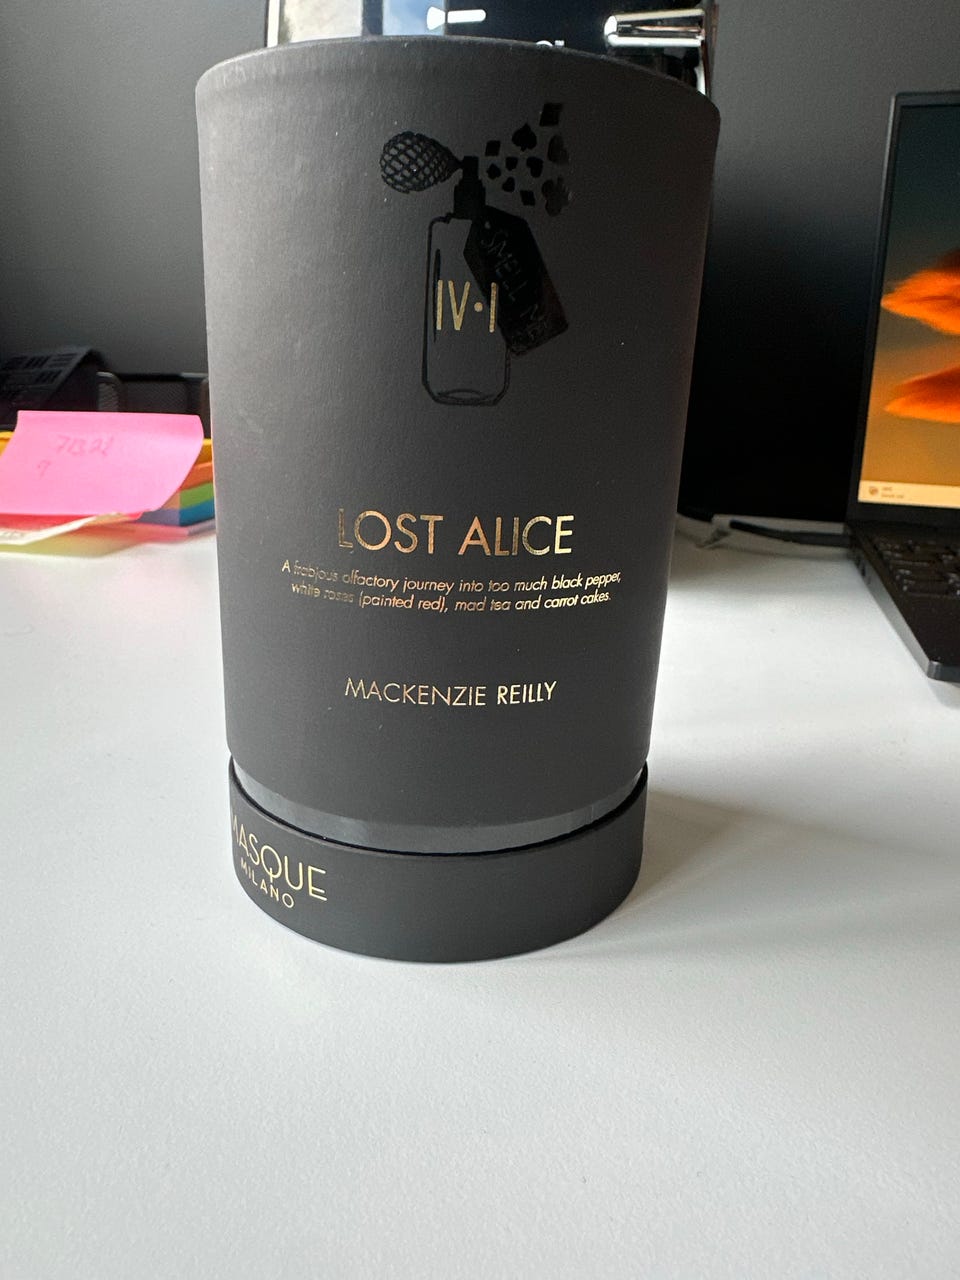 SMELL ME
IV·I
LOST ALICE
A frabjous olfactory journey into too much black pepper,
white roses (painted red), mad tea and carrot cakes.
MACKENZIE REILLY
MASQUE
MILANO